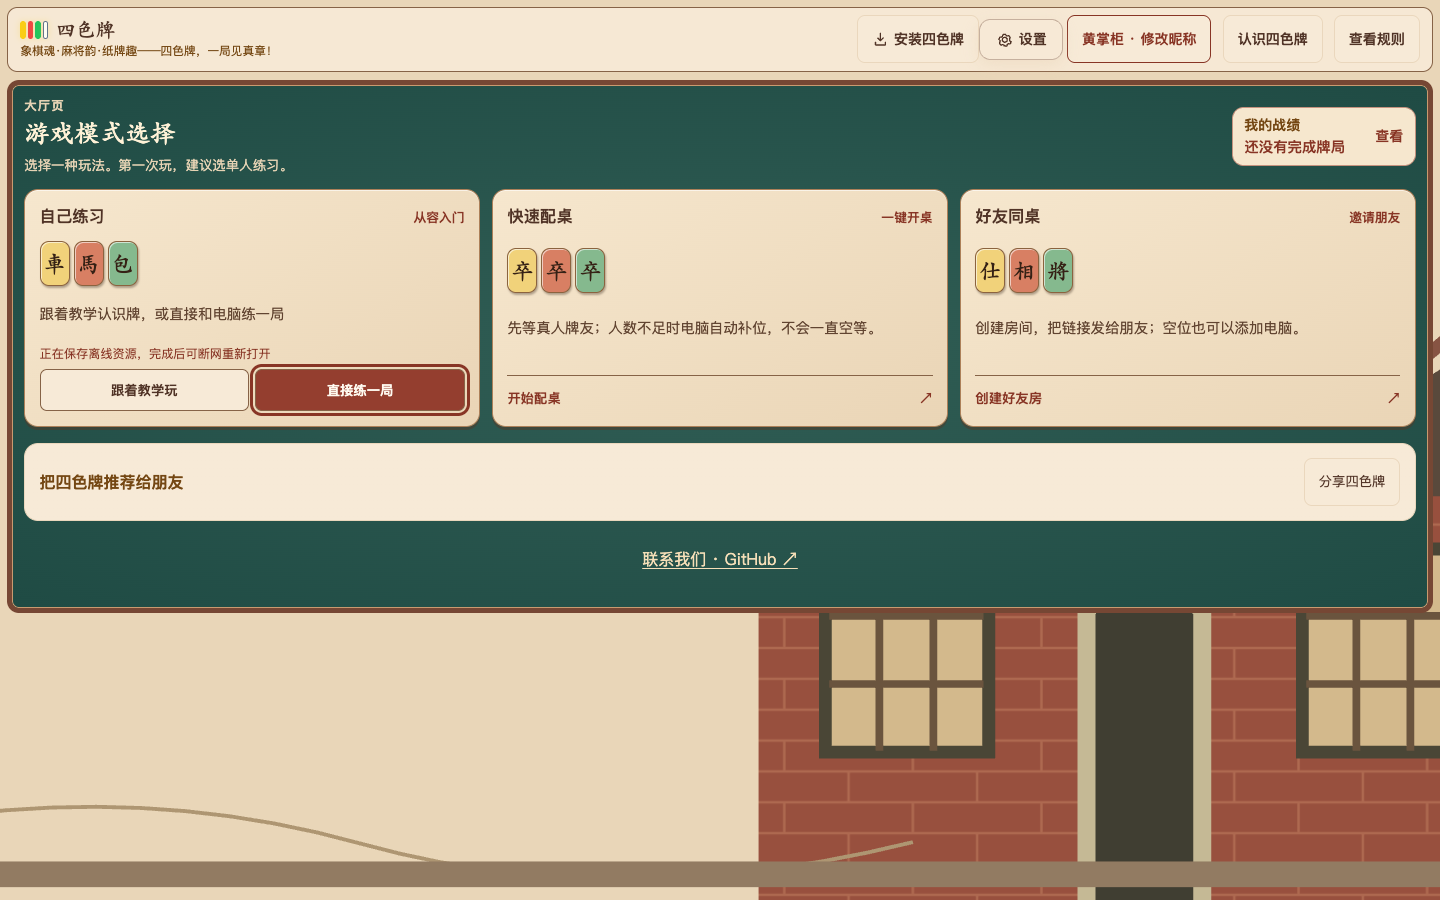 四色牌
象棋魂·麻将韵·纸牌趣——四色牌，一局见真章！
安装四色牌
设置
黄掌柜 · 修改昵称
认识四色牌
查看规则
大厅页
游戏模式选择
选择一种玩法。第一次玩，建议选单人练习。
我的战绩
还没有完成牌局
查看
自己练习
从容入门
車 馬 包
跟着教学认识牌，或直接和电脑练一局
正在保存离线资源，完成后可断网重新打开
跟着教学玩
直接练一局
快速配桌
一键开桌
卒 卒 卒
先等真人牌友；人数不足时电脑自动补位，不会一直空等。
开始配桌 ↗
好友同桌
邀请朋友
仕 相 將
创建房间，把链接发给朋友；空位也可以添加电脑。
创建好友房 ↗
把四色牌推荐给朋友
分享四色牌
联系我们 · GitHub ↗